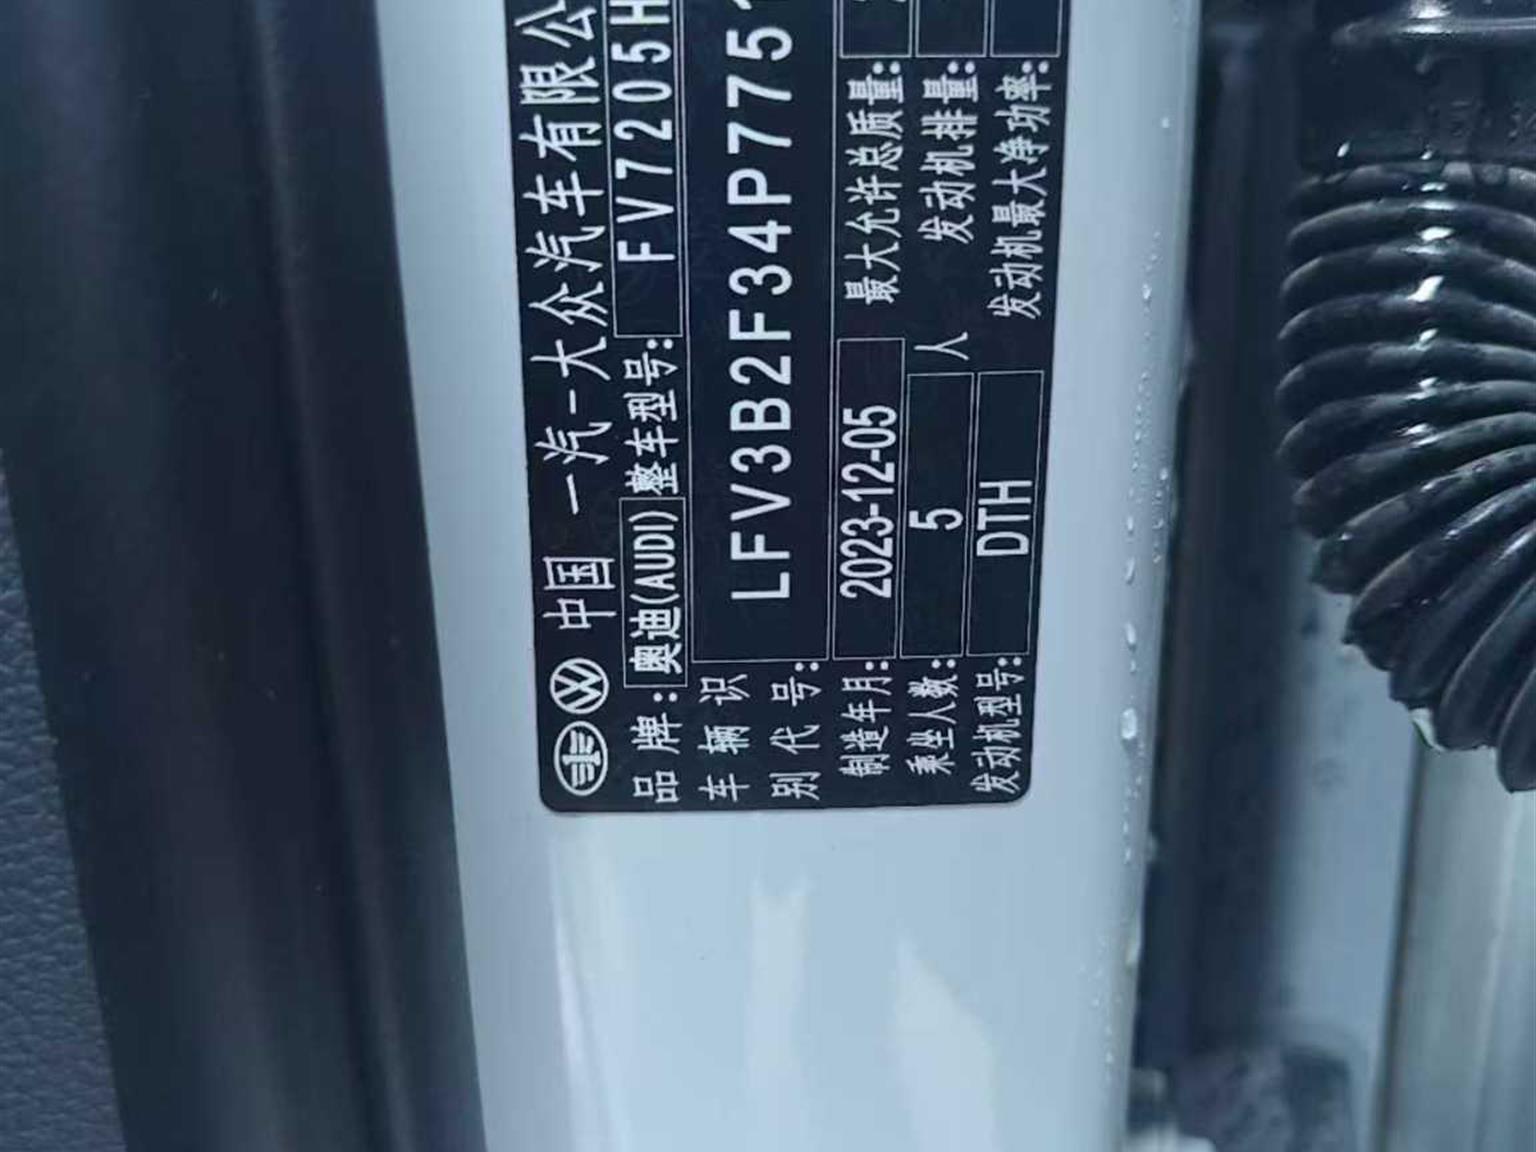 中国 一汽-大众汽车有限公
品牌: 奥迪(AUDI) 整车型号: FV7205H
车辆识别代号: LFV3B2F34P775
制造年月: 2023-12-05 最大允许总质量:
乘坐人数: 5 人 发动机排量:
发动机型号: DTH 发动机最大净功率: